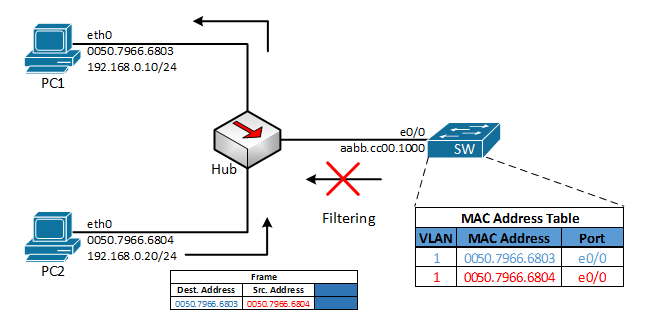 eth0
0050.7966.6803
192.168.0.10/24
PC1
e0/0
aabb.cc00.1000
SW
Hub
Filtering
eth0
0050.7966.6804
192.168.0.20/24
PC2
MAC Address Table
VLAN MAC Address Port
1 0050.7966.6803 e0/0
1 0050.7966.6804 e0/0
Frame
Dest. Address Src. Address
0050.7966.6803 0050.7966.6804